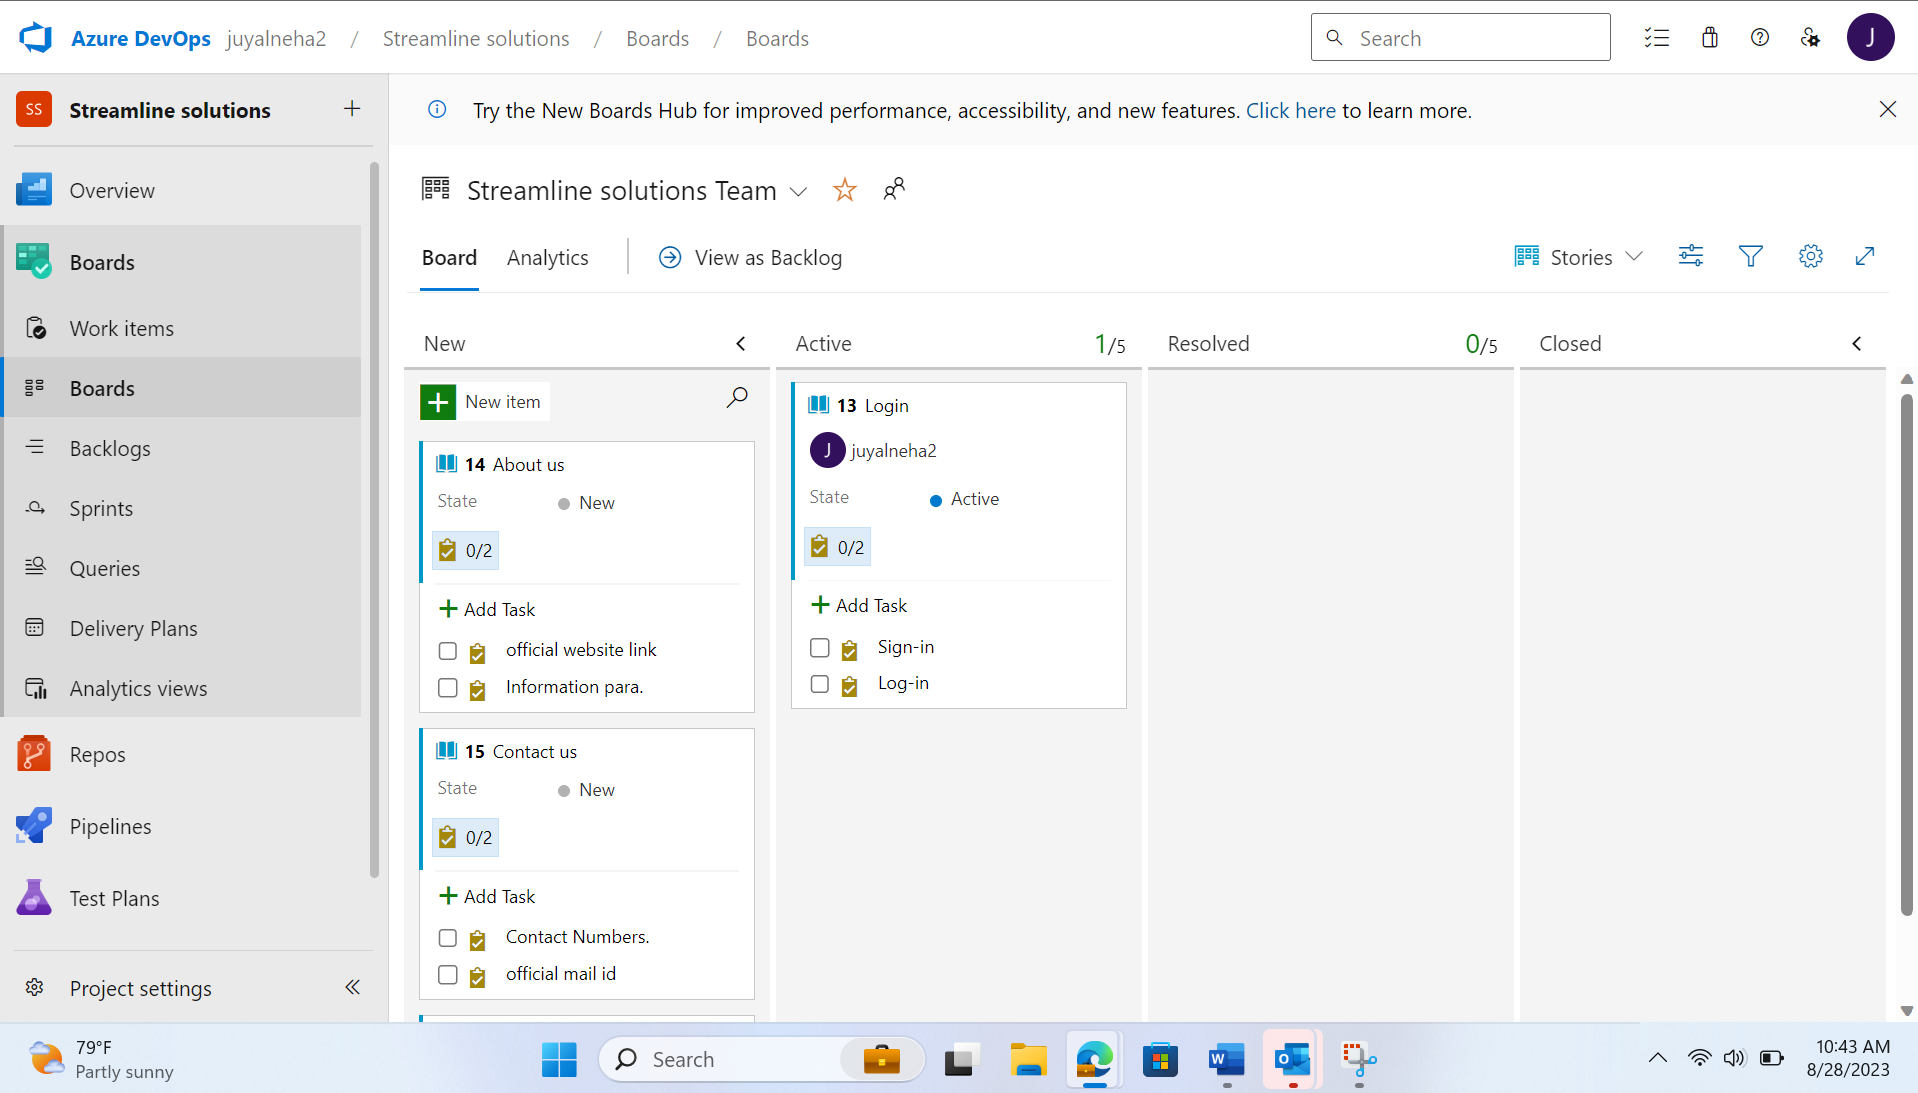 Azure DevOps juyalneha2 / Streamline solutions / Boards / Boards
Search
J
SS Streamline solutions
Try the New Boards Hub for improved performance, accessibility, and new features. Click here to learn more.
Overview
Boards
Work items
Boards
Backlogs
Sprints
Queries
Delivery Plans
Analytics views
Repos
Pipelines
Test Plans
Project settings
Streamline solutions Team
Board Analytics View as Backlog
Stories
New
New item
14 About us
State New
0/2
Add Task
official website link
Information para.
15 Contact us
State New
0/2
Add Task
Contact Numbers.
official mail id
Active 1/5
13 Login
J juyalneha2
State Active
0/2
Add Task
Sign-in
Log-in
Resolved 0/5
Closed
79°F
Partly sunny
Search
W
O
10:43 AM
8/28/2023